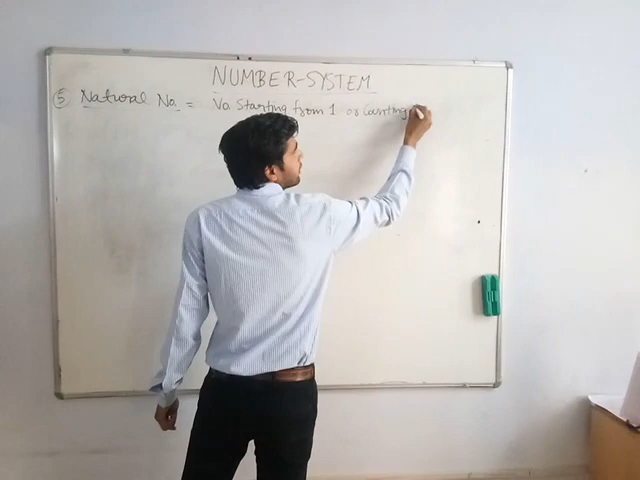 NUMBER-SYSTEM
⑤ Natural No. = No. Starting from 1 or Counting